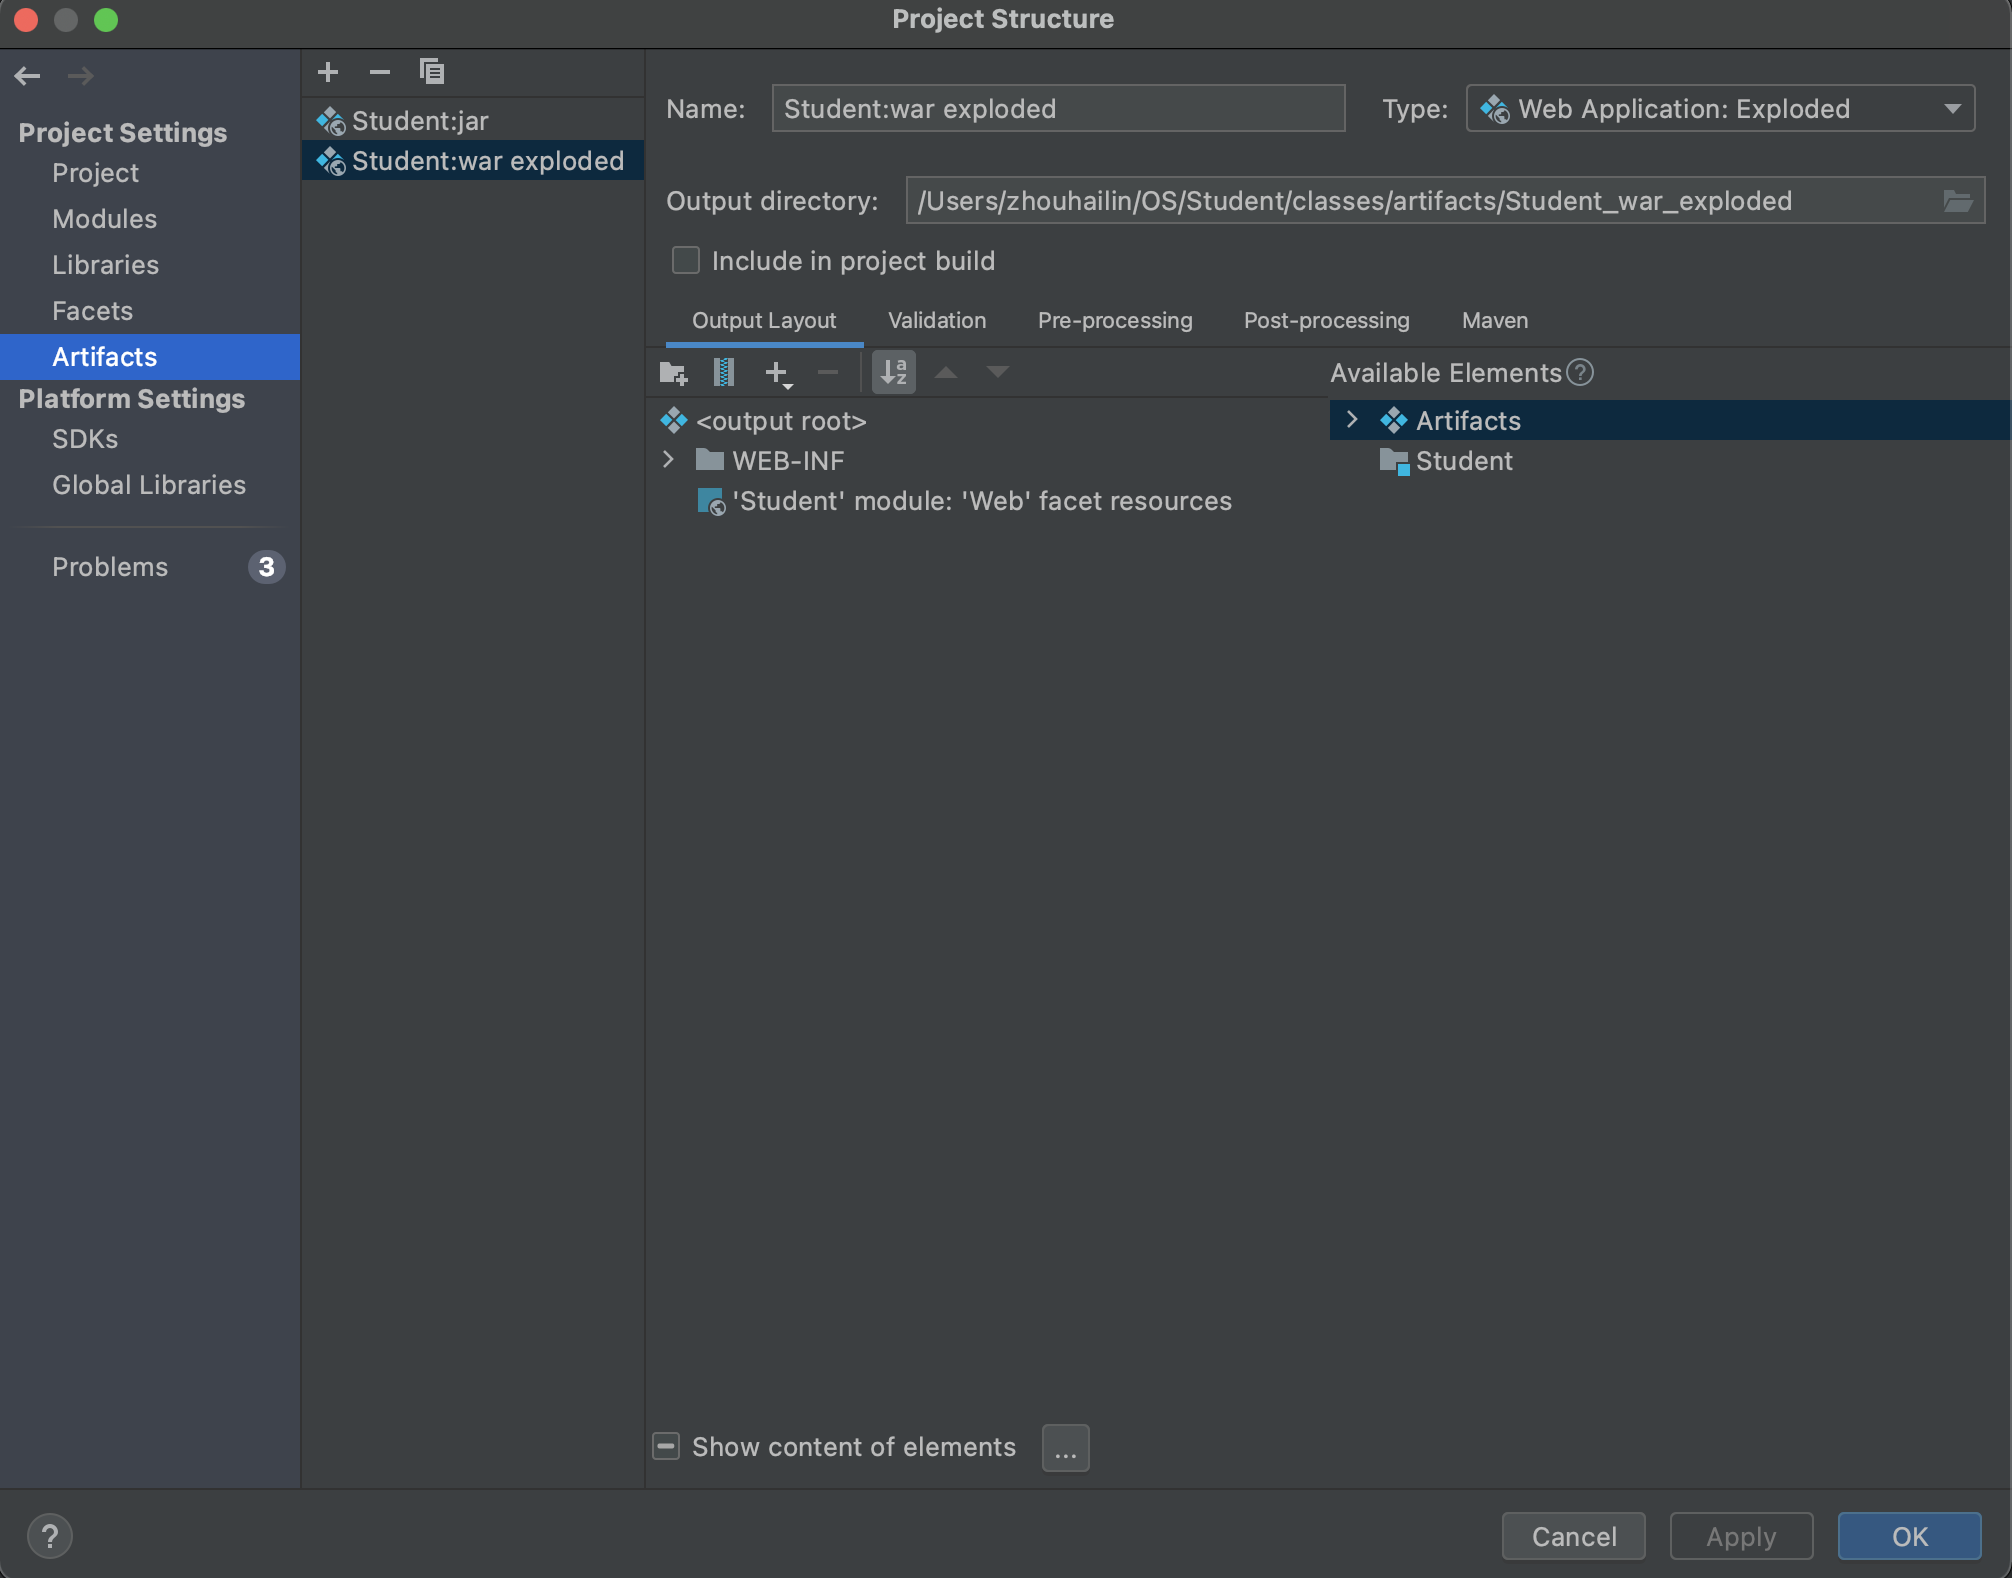 Project Structure
Project Settings
Project
Modules
Libraries
Facets
Artifacts
Platform Settings
SDKs
Global Libraries
Problems 3
Student:jar
Student:war exploded
Name: Student:war exploded Type: Web Application: Exploded
Output directory: /Users/zhouhailin/OS/Student/classes/artifacts/Student_war_exploded
Include in project build
Output Layout Validation Pre-processing Post-processing Maven
Available Elements ?
<output root>
WEB-INF
'Student' module: 'Web' facet resources
Artifacts
Student
Show content of elements ...
? Cancel Apply OK